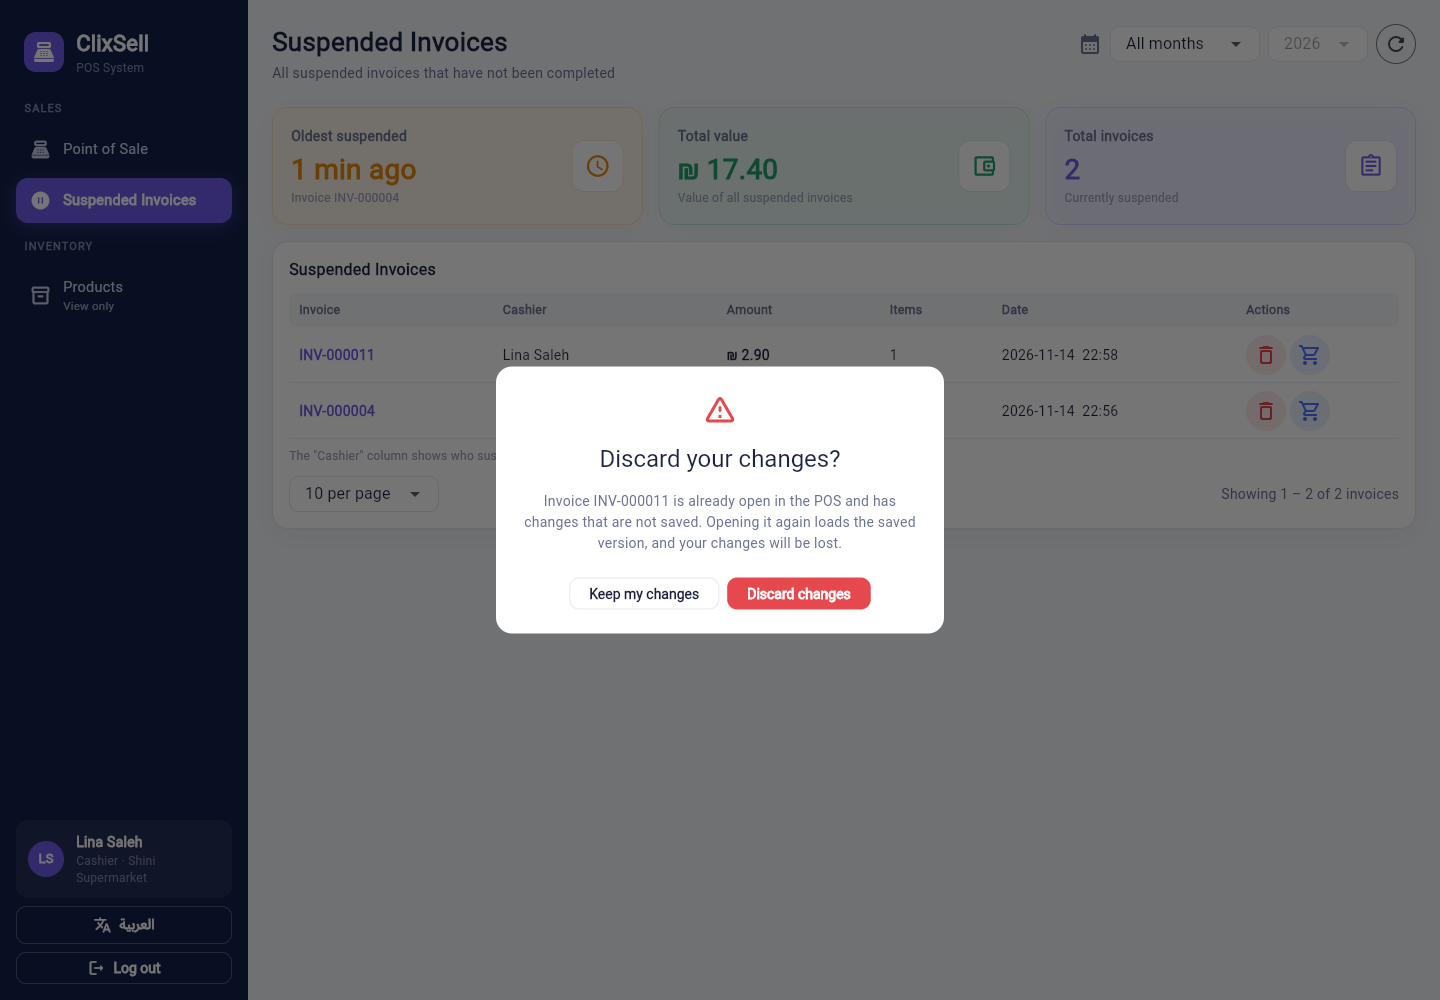 ClixSell
POS System
SALES
Point of Sale
Suspended Invoices
INVENTORY
Products
View only
Lina Saleh
Cashier · Shini
Supermarket
العربية
Log out
Suspended Invoices
All suspended invoices that have not been completed
All months
2026
Oldest suspended
1 min ago
Invoice INV-000004
Total value
₪ 17.40
Value of all suspended invoices
Total invoices
2
Currently suspended
Suspended Invoices
Invoice Cashier Amount Items Date Actions
INV-000011 Lina Saleh ₪ 2.90 1 2026-11-14 22:58
INV-000004 2026-11-14 22:56
The "Cashier" column shows who
10 per page
Showing 1 – 2 of 2 invoices
Discard your changes?
Invoice INV-000011 is already open in the POS and has
changes that are not saved. Opening it again loads the saved
version, and your changes will be lost.
Keep my changes
Discard changes